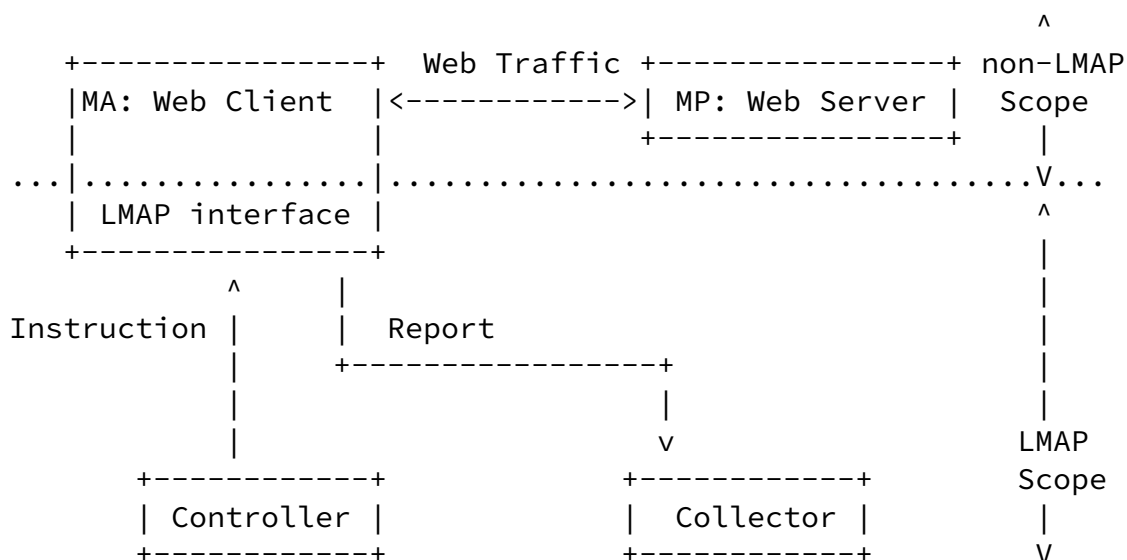 ^
   +----------------+  Web Traffic +----------------+ non-LMAP
   |MA: Web Client  |<------------>| MP: Web Server |  Scope
   |                |              +----------------+    |
...|................|....................................V...
   | LMAP interface |                                    ^
   +----------------+                                    |
            ^     |                                      |
Instruction |     |  Report                              |
            |     +-----------------+                    |
            |                       |                    |
            |                       v                   LMAP
       +------------+             +------------+        Scope
       | Controller |             |  Collector |         |
       +------------+             +------------+         V